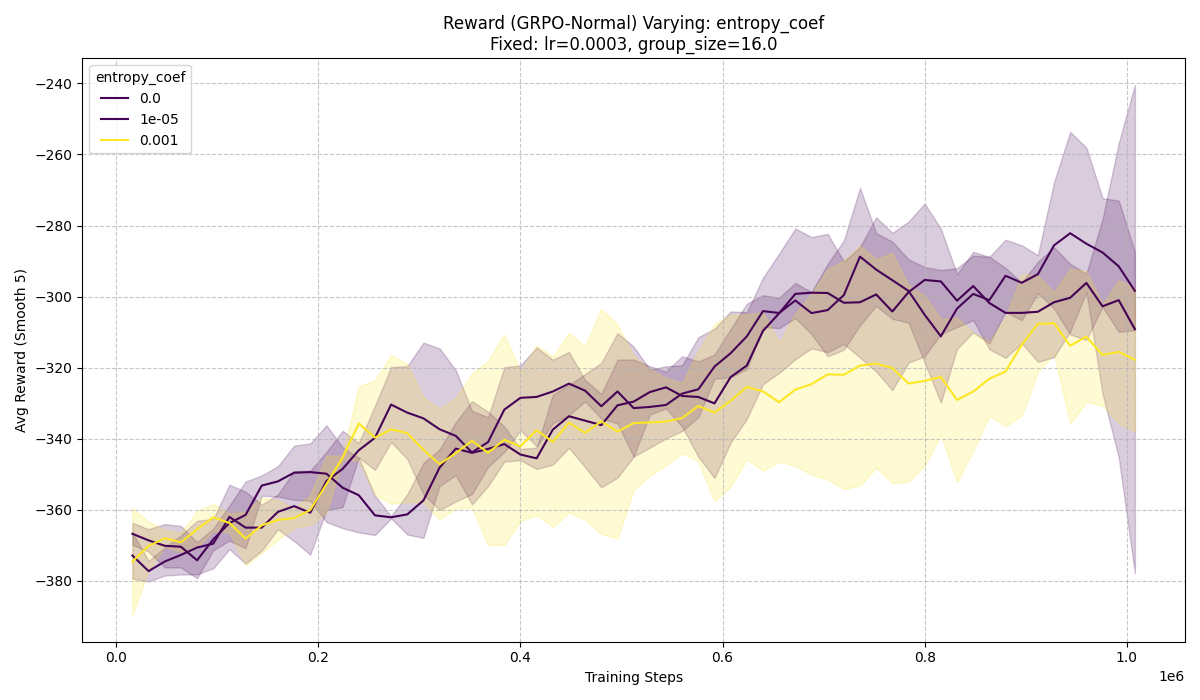 Reward (GRPO-Normal) Varying: entropy_coef
Fixed: lr=0.0003, group_size=16.0
entropy_coef
0.0
1e-05
0.001
Avg Reward (Smooth 5)
−240
−260
−280
−300
−320
−340
−360
−380
0.0
0.2
0.4
0.6
0.8
1.0
1e6
Training Steps